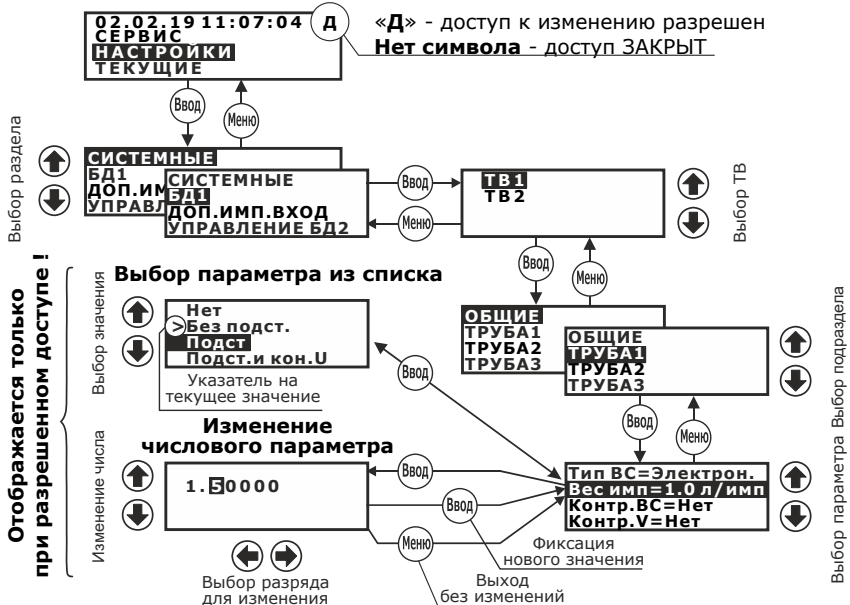 02.02.19 11:07:04 Д
СЕРВИС
НАСТРОЙКИ
ТЕКУЩИЕ
«Д» - доступ к изменению разрешен
Нет символа - доступ ЗАКРЫТ
Ввод
Меню
Выбор раздела
СИСТЕМНЫЕ
БД1
ДОП.ИМ
УПРАВЛ
СИСТЕМНЫЕ
БД1
ДОП.ИМП.ВХОД
УПРАВЛЕНИЕ БД2
Ввод
Меню
ТВ1
ТВ2
Выбор ТВ
Ввод
Меню
Отображается только
при разрешенном доступе !
Выбор параметра из списка
Выбор значения
Нет
>Без подст.
Подст
Подст.и кон.U
Указатель на
текущее значение
Ввод
ОБЩИЕ
ТРУБА1
ТРУБА2
ТРУБА3
ОБЩИЕ
ТРУБА1
ТРУБА2
ТРУБА3
Выбор подраздела
Ввод
Меню
Изменение
числового параметра
Изменение числа
1.50000
Ввод
Ввод
Меню
Тип ВС=Электрон.
Вес имп=1.0 л/имп
Контр.ВС=Нет
Контр.V=Нет
Выбор параметра
Фиксация
нового значения
Выход
без изменений
Выбор разряда
для изменения